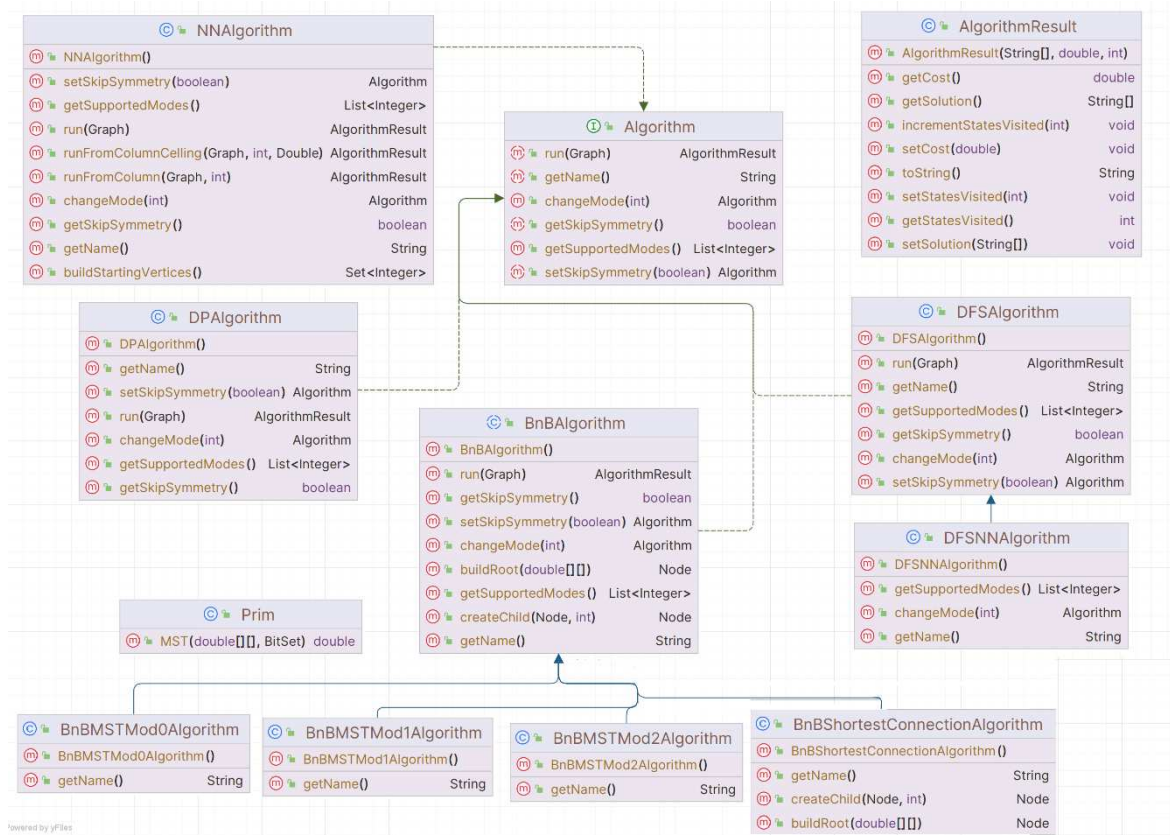 NNAlgorithm
NNAlgorithm()
setSkipSymmetry(boolean) Algorithm
getSupportedModes() List<Integer>
run(Graph) AlgorithmResult
runFromColumnCelling(Graph, int, Double) AlgorithmResult
runFromColumn(Graph, int) AlgorithmResult
changeMode(int) Algorithm
getSkipSymmetry() boolean
getName() String
buildStartingVertices() Set<Integer>
Algorithm
run(Graph) AlgorithmResult
getName() String
changeMode(int) Algorithm
getSkipSymmetry() boolean
getSupportedModes() List<Integer>
setSkipSymmetry(boolean) Algorithm
AlgorithmResult
AlgorithmResult(String[], double, int)
getCost() double
getSolution() String[]
incrementStatesVisited(int) void
setCost(double) void
toString() String
setStatesVisited(int) void
getStatesVisited() int
setSolution(String[]) void
DPAlgorithm
DPAlgorithm()
getName() String
setSkipSymmetry(boolean) Algorithm
run(Graph) AlgorithmResult
changeMode(int) Algorithm
getSupportedModes() List<Integer>
getSkipSymmetry() boolean
BnBAlgorithm
BnBAlgorithm()
run(Graph) AlgorithmResult
getSkipSymmetry() boolean
setSkipSymmetry(boolean) Algorithm
changeMode(int) Algorithm
buildRoot(double[][]) Node
getSupportedModes() List<Integer>
createChild(Node, int) Node
getName() String
DFSAlgorithm
DFSAlgorithm()
run(Graph) AlgorithmResult
getName() String
getSupportedModes() List<Integer>
getSkipSymmetry() boolean
changeMode(int) Algorithm
setSkipSymmetry(boolean) Algorithm
DFSNNAlgorithm
DFSNNAlgorithm()
getSupportedModes() List<Integer>
changeMode(int) Algorithm
getName() String
Prim
MST(double[][], BitSet) double
BnBMSTMod0Algorithm
BnBMSTMod0Algorithm()
getName() String
BnBMSTMod1Algorithm
BnBMSTMod1Algorithm()
getName() String
BnBMSTMod2Algorithm
BnBMSTMod2Algorithm()
getName() String
BnBShortestConnectionAlgorithm
BnBShortestConnectionAlgorithm()
getName() String
createChild(Node, int) Node
buildRoot(double[][]) Node
Powered by yFiles